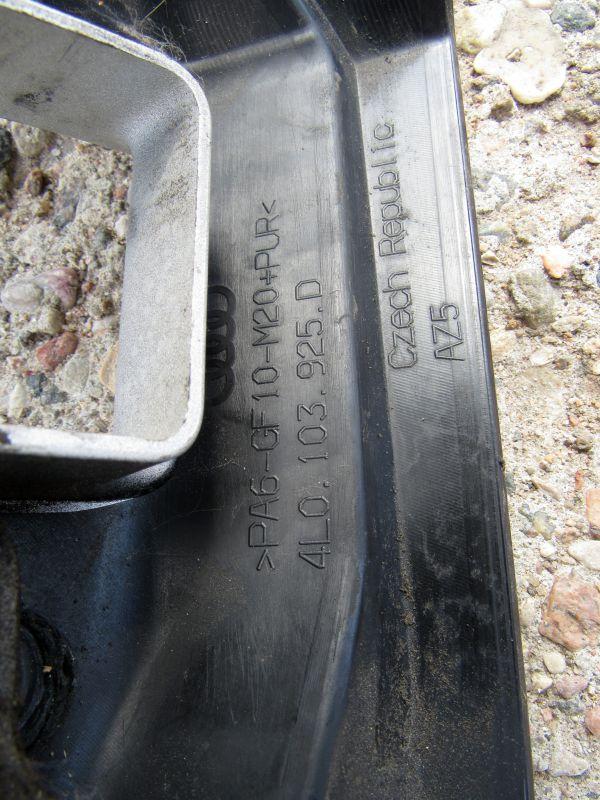 >PA6-GF10-M20+PUR<
4L0.103.925.D
Czech Republic
AZ5